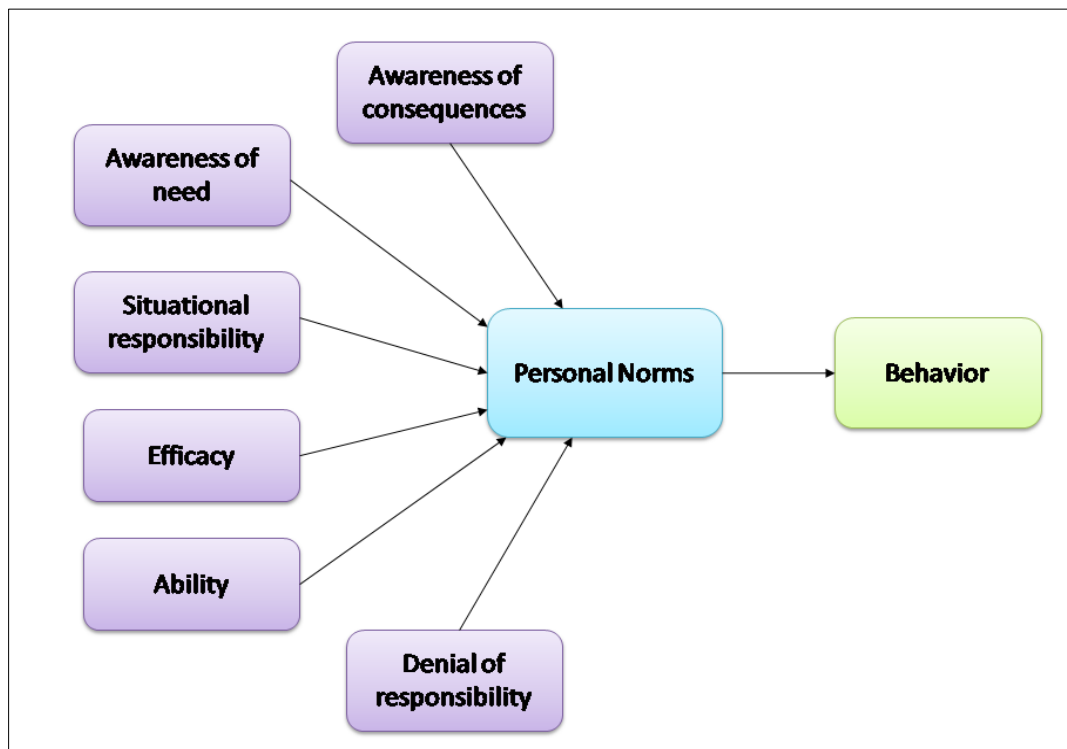 Awareness of
consequences
Awareness of
need
Situational
responsibility
Personal Norms
Behavior
Efficacy
Ability
Denial of
responsibility